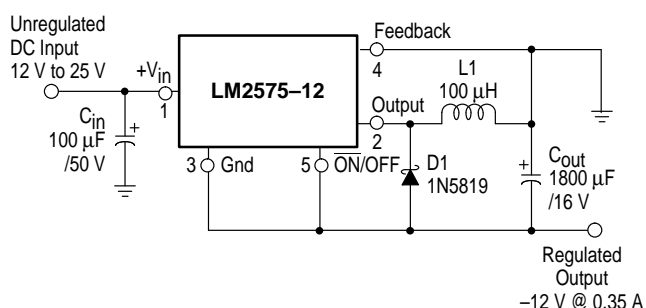 Unregulated
DC Input
12 V to 25 V
+Vin
1
Cin
100 µF
/50 V
LM2575–12
Feedback
4
Output
2
L1
100 µH
3 Gnd
5 ON/OFF
D1
1N5819
Cout
1800 µF
/16 V
Regulated
Output
–12 V @ 0.35 A